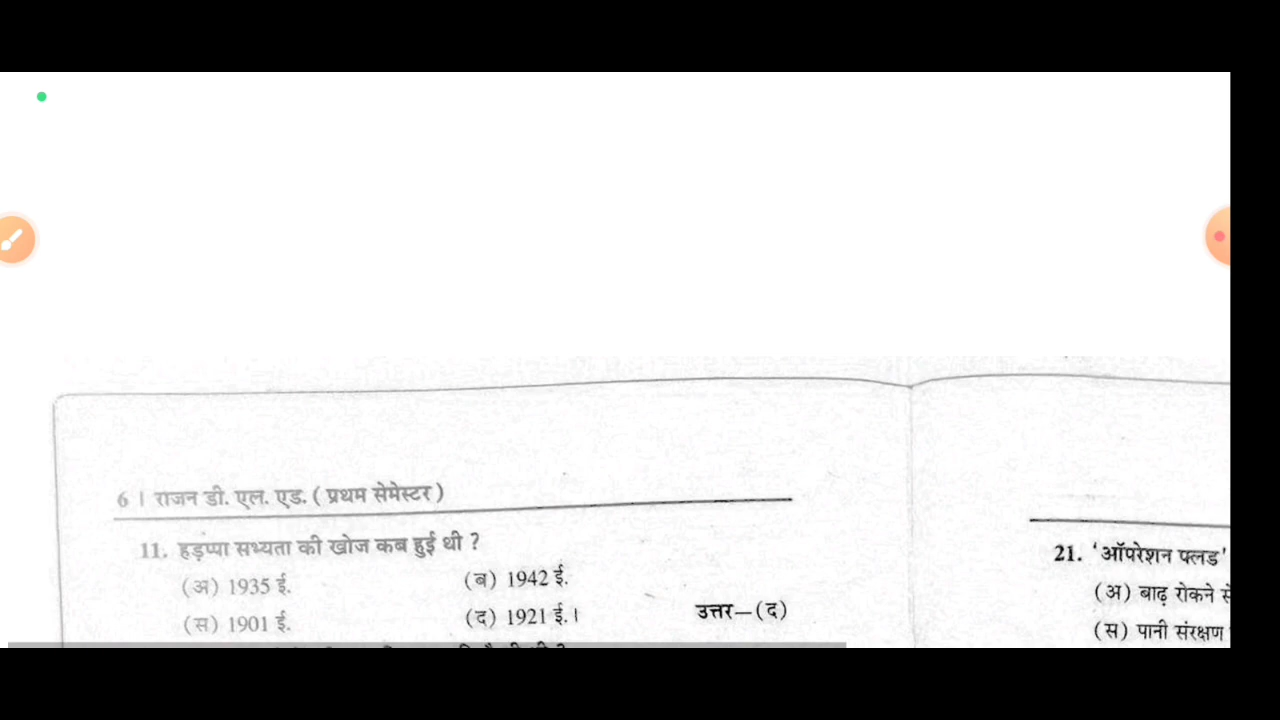 6 । राजन डी. एल. एड. ( प्रथम सेमेस्टर )
11. हड़प्पा सभ्यता की खोज कब हुई थी ?
(अ) 1935 ई.
(ब) 1942 ई.
(स) 1901 ई.
(द) 1921 ई.।
उत्तर—(द)
21. 'ऑपरेशन फ्लड'
(अ) बाढ़ रोकने से
(स) पानी संरक्षण